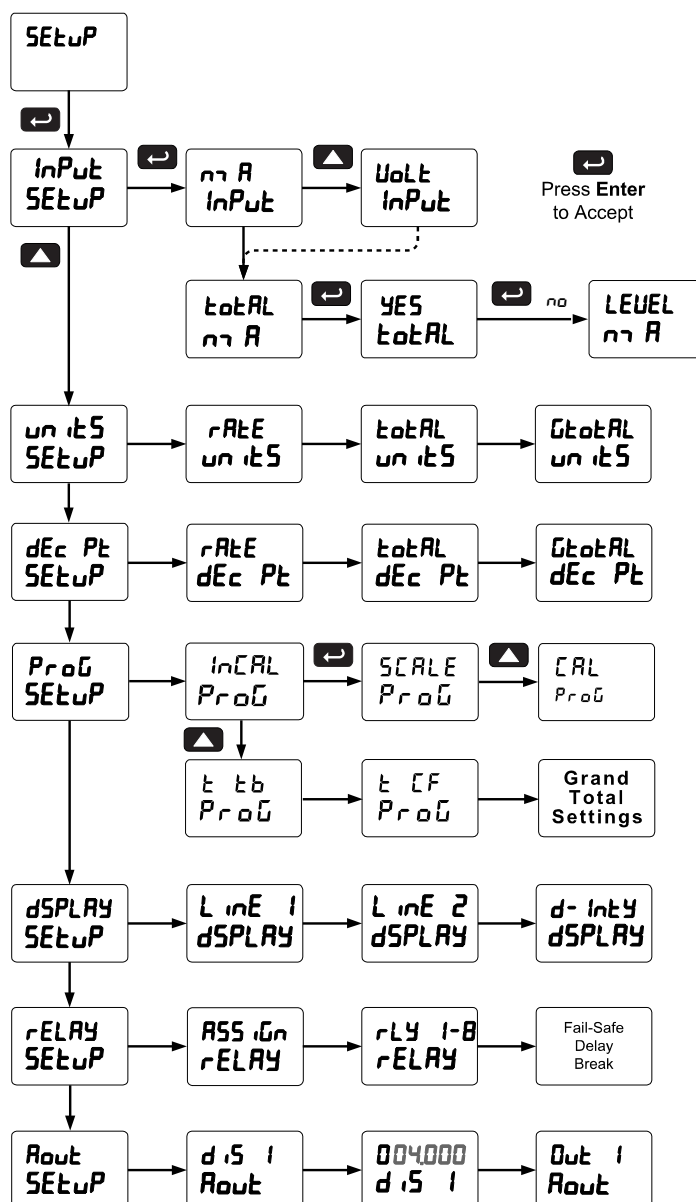 SEtuP
InPut
SEtuP
mA
InPut
VoLt
InPut
Press Enter
to Accept
totAL
mA
YES
totAL
no
LEVEL
mA
unitS
SEtuP
rAtE
unitS
totAL
unitS
GtotAL
unitS
dEc Pt
SEtuP
rAtE
dEc Pt
totAL
dEc Pt
GtotAL
dEc Pt
ProG
SEtuP
InCAL
ProG
SCALE
ProG
CAL
ProG
t tb
ProG
t CF
ProG
Grand
Total
Settings
dSPLAY
SEtuP
LinE 1
dSPLAY
LinE 2
dSPLAY
d-IntY
dSPLAY
rELAY
SEtuP
ASSiGn
rELAY
rLY 1-8
rELAY
Fail-Safe
Delay
Break
Aout
SEtuP
diS 1
Aout
004.000
diS 1
Out 1
Aout